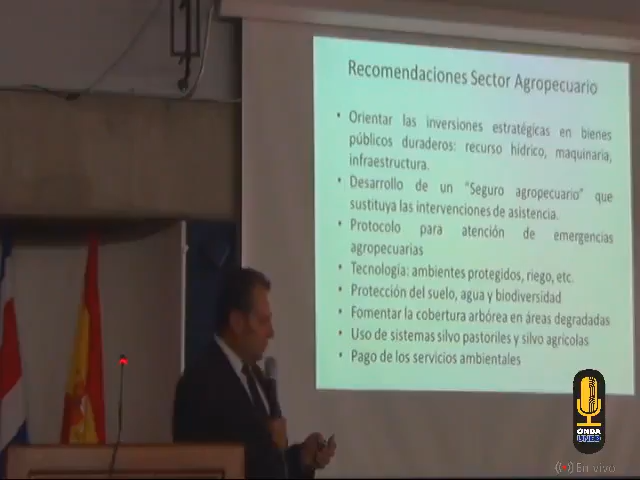 Recomendaciones Sector Agropecuario
• Orientar las inversiones estratégicas en bienes
públicos duraderos: recurso hídrico, maquinaria,
infraestructura.
• Desarrollo de un "Seguro agropecuario" que
sustituya las intervenciones de asistencia.
• Protocolo para atención de emergencias
agropecuarias
• Tecnología: ambientes protegidos, riego, etc.
• Protección del suelo, agua y biodiversidad
• Fomentar la cobertura arbórea en áreas degradadas
• Uso de sistemas silvo pastoriles y silvo agrícolas
• Pago de los servicios ambientales
ONDA
UNED
En vivo